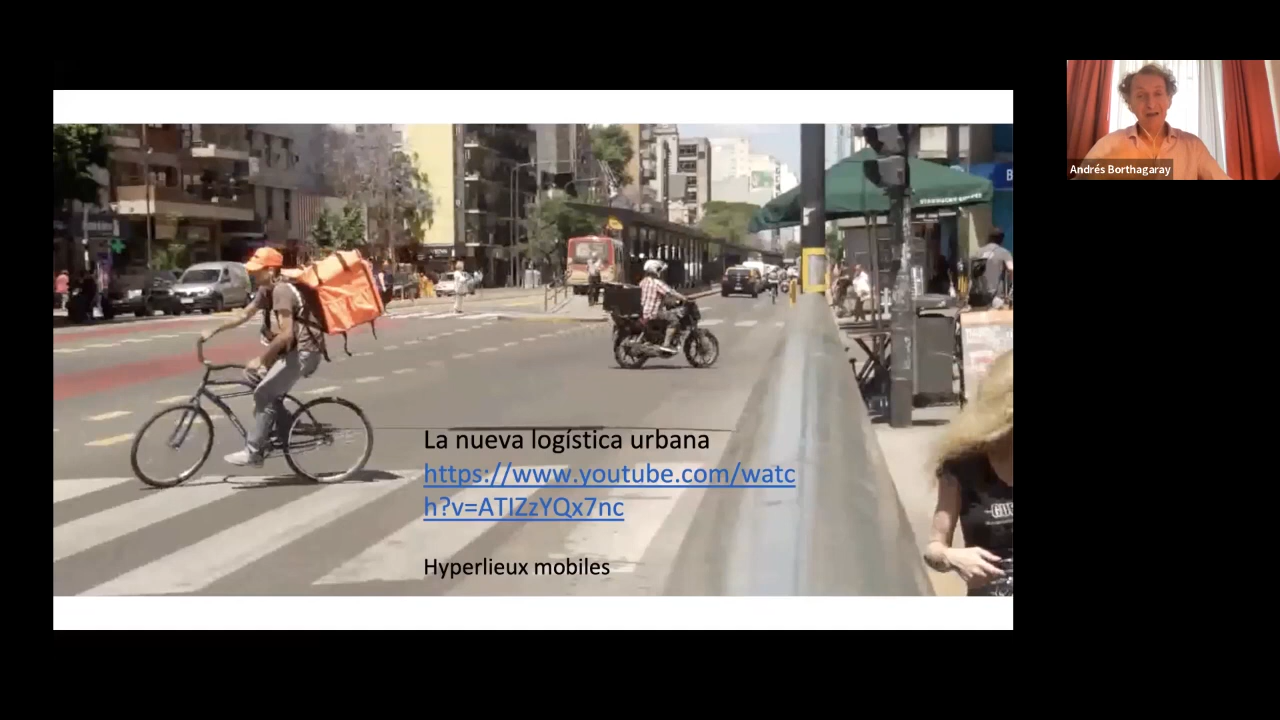 La nueva logística urbana
https://www.youtube.com/watc
h?v=ATIZzYQx7nc
Hyperlieux mobiles
Andrés Borthagaray